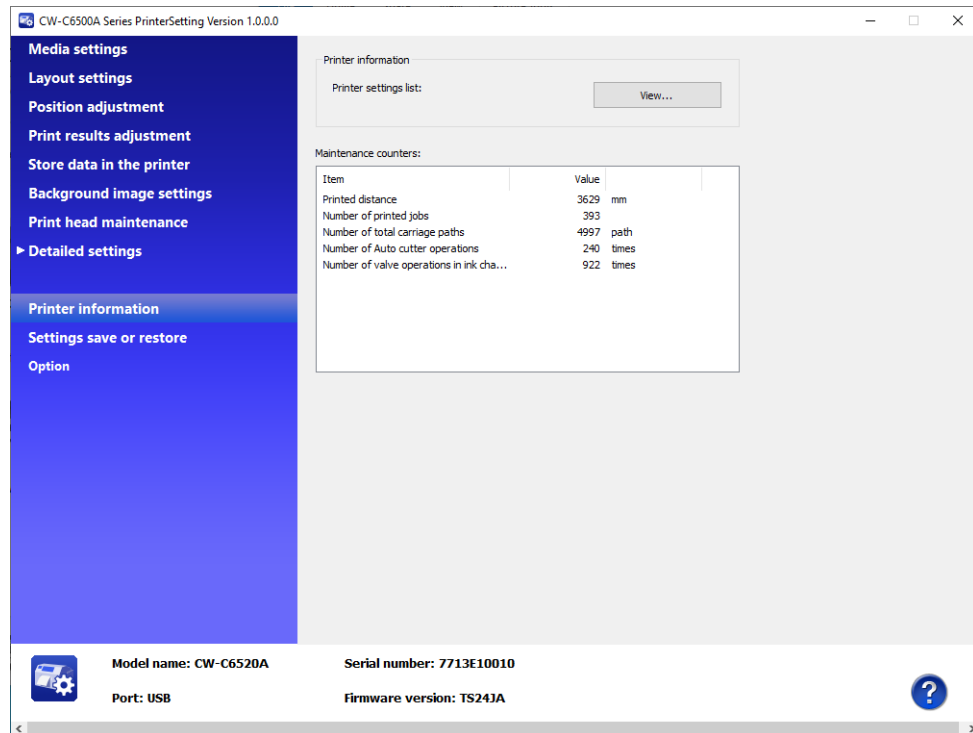 CW-C6500A Series PrinterSetting Version 1.0.0.0
Media settings
Layout settings
Position adjustment
Print results adjustment
Store data in the printer
Background image settings
Print head maintenance
Detailed settings
Printer information
Settings save or restore
Option
Printer information
Printer settings list:
View...
Maintenance counters:
Item Value
Printed distance 3629 mm
Number of printed jobs 393
Number of total carriage paths 4997 path
Number of Auto cutter operations 240 times
Number of valve operations in ink cha... 922 times
Model name: CW-C6520A Serial number: 7713E10010
Port: USB Firmware version: TS24JA
?